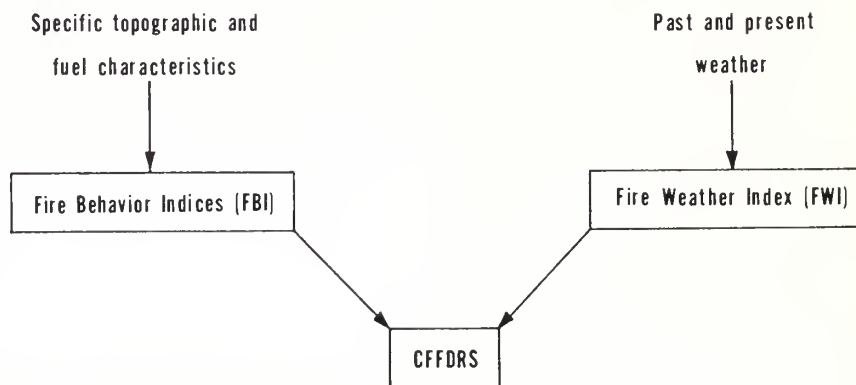 Specific topographic and
fuel characteristics
Past and present
weather
Fire Behavior Indices (FBI)
Fire Weather Index (FWI)
CFFDRS